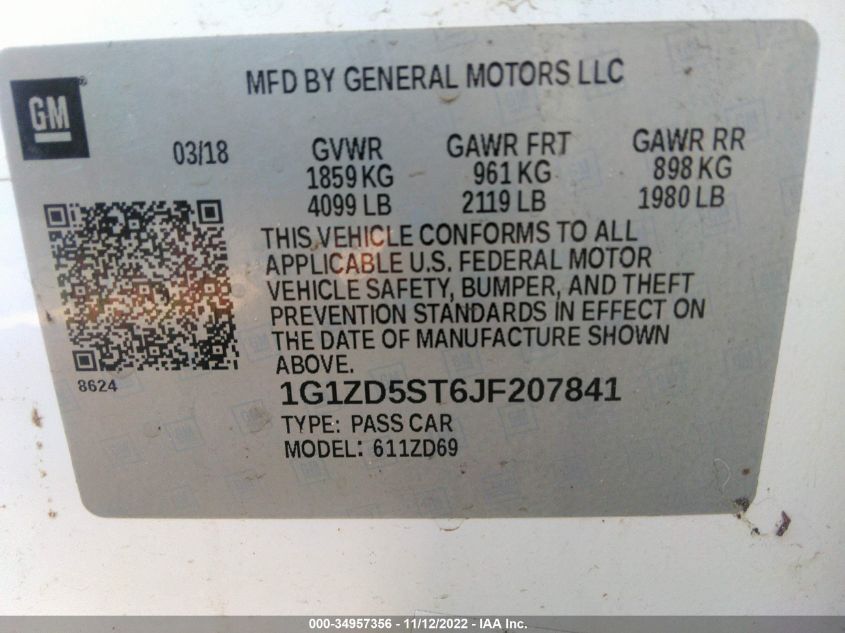 GM
MFD BY GENERAL MOTORS LLC
03/18 GVWR GAWR FRT GAWR RR
1859 KG 961 KG 898 KG
4099 LB 2119 LB 1980 LB
THIS VEHICLE CONFORMS TO ALL
APPLICABLE U.S. FEDERAL MOTOR
VEHICLE SAFETY, BUMPER, AND THEFT
PREVENTION STANDARDS IN EFFECT ON
THE DATE OF MANUFACTURE SHOWN
ABOVE.
8624
1G1ZD5ST6JF207841
TYPE: PASS CAR
MODEL: 611ZD69
000-34957356 - 11/12/2022 - IAA Inc.